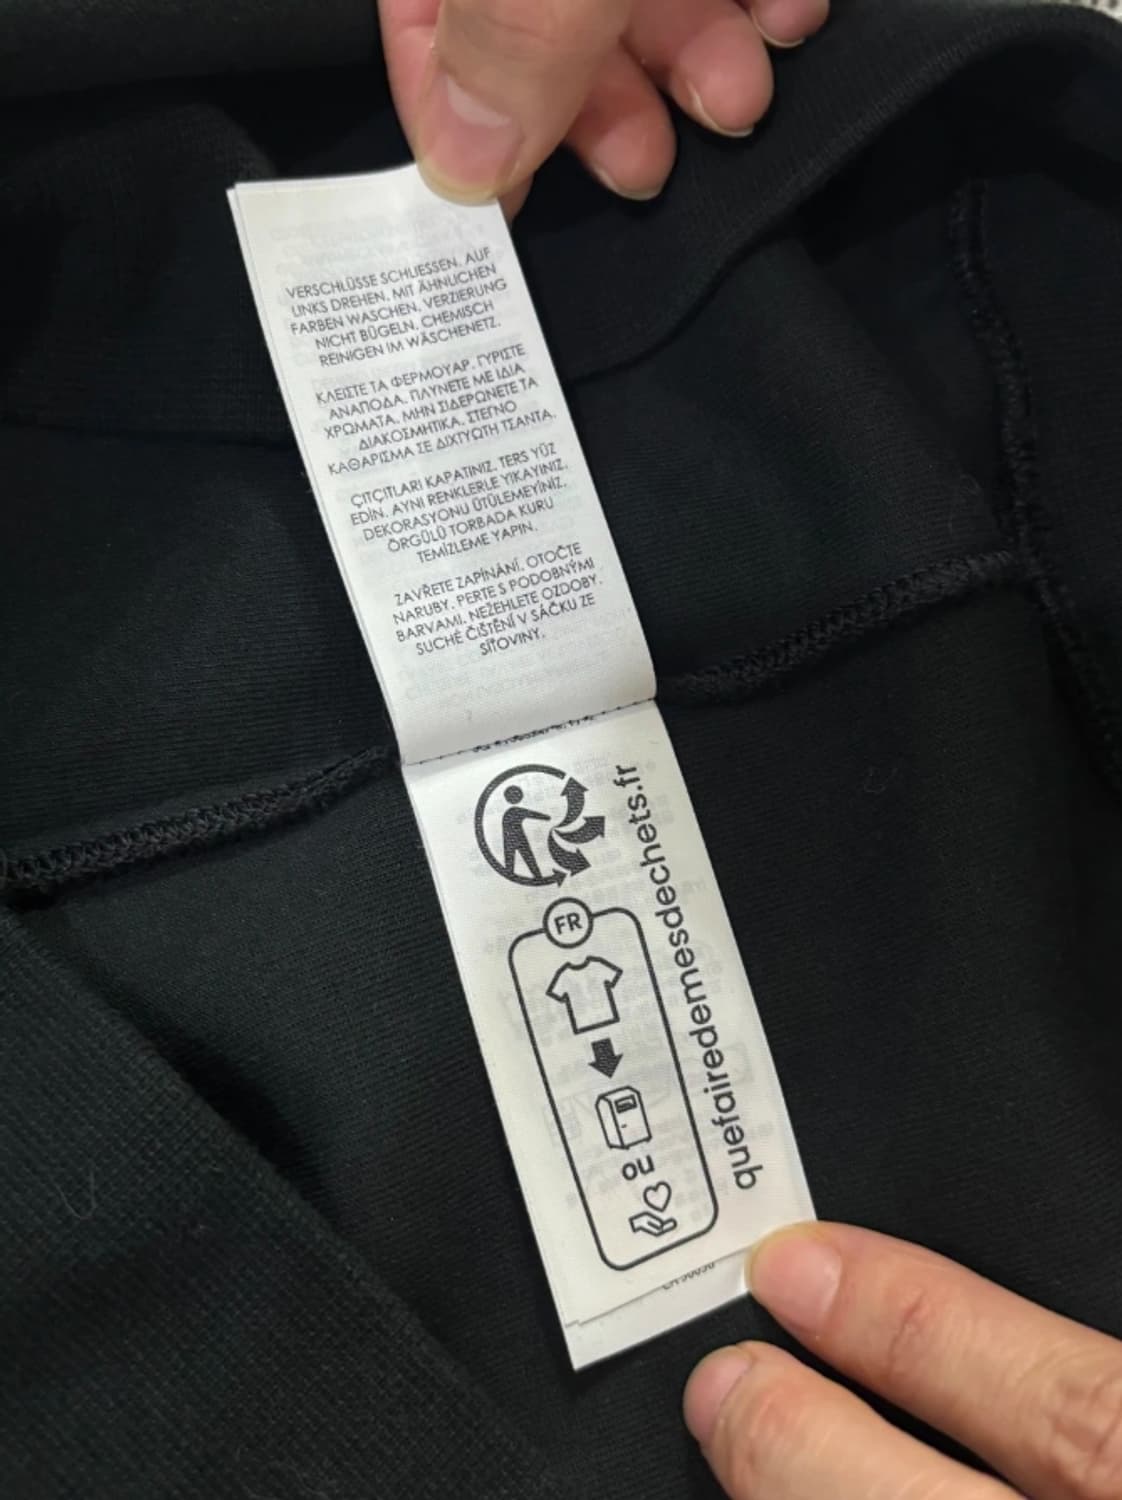 VERSCHLÜSSE SCHLIESSEN. AUF
LINKS DREHEN. MIT ÄHNLICHEN
FARBEN WASCHEN. VERZIERUNG
NICHT BÜGELN. CHEMISCH
REINIGEN IM WÄSCHENETZ.
ΚΛΕΙΣΤΕ ΤΑ ΦΕΡΜΟΥΑΡ. ΓΥΡΙΣΤΕ
ΑΝΑΠΟΔΑ. ΠΛΥΝΕΤΕ ΜΕ ΙΔΙΑ
ΧΡΩΜΑΤΑ. ΜΗΝ ΣΙΔΕΡΩΝΕΤΕ ΤΑ
ΔΙΑΚΟΣΜΗΤΙΚΑ. ΣΤΕΓΝΟ
ΚΑΘΑΡΙΣΜΑ ΣΕ ΔΙΧΤΥΩΤΗ ΤΣΑΝΤΑ.
ÇITÇITLARI KAPATINIZ. TERS YÜZ
EDİN. AYNI RENKLERLE YIKAYINIZ.
DEKORASYONU ÜTÜLEMEYİNİZ.
ÖRGÜLÜ TORBADA KURU
TEMİZLEME YAPIN.
ZAVŘETE ZAPÍNÁNÍ. OTOČTE
NARUBY. PERTE S PODOBNÝMI
BARVAMI. NEŽEHLETE OZDOBY.
SUCHÉ ČIŠTĚNÍ V SÁČKU ZE
SÍŤOVINY.
FR
OU
quefairedemesdechets.fr